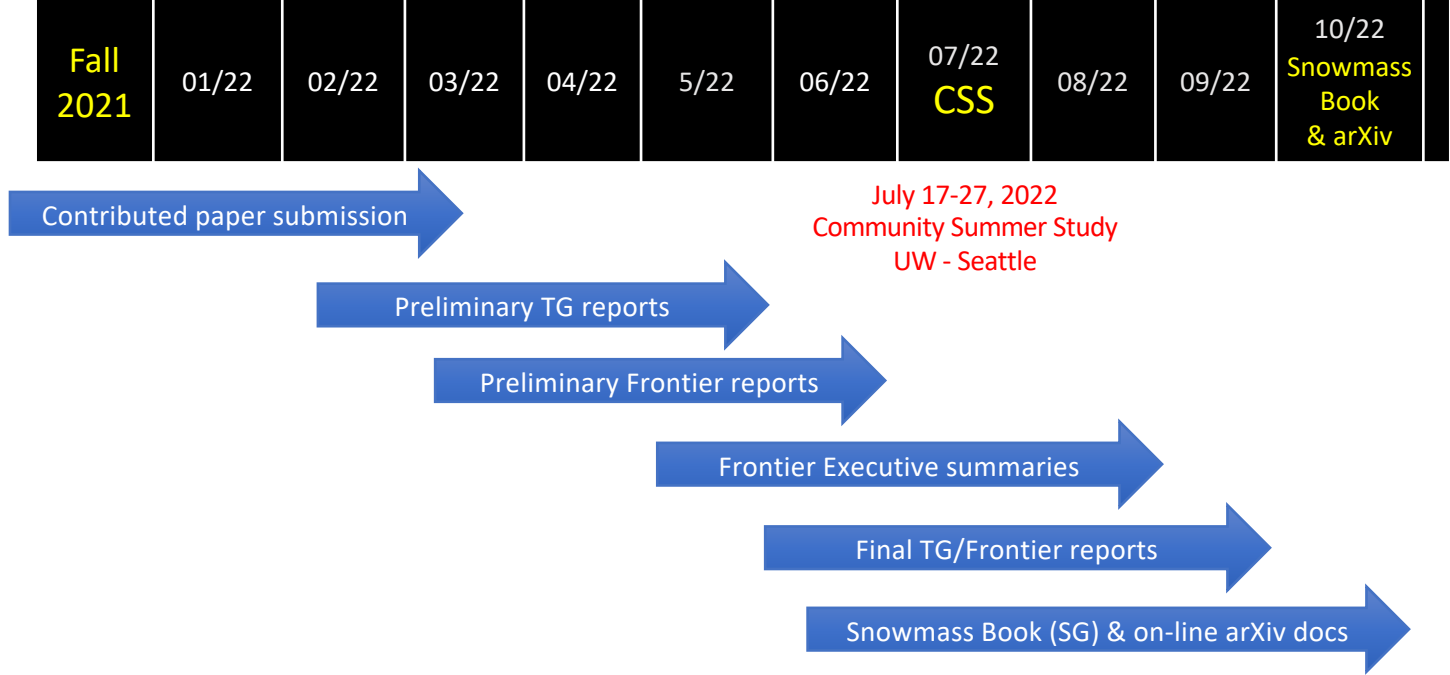 Fall
2021
01/22
02/22
03/22
04/22
5/22
06/22
07/22
CSS
08/22
09/22
10/22
Snowmass
Book
& arXiv
Contributed paper submission
July 17-27, 2022
Community Summer Study
UW - Seattle
Preliminary TG reports
Preliminary Frontier reports
Frontier Executive summaries
Final TG/Frontier reports
Snowmass Book (SG) & on-line arXiv docs